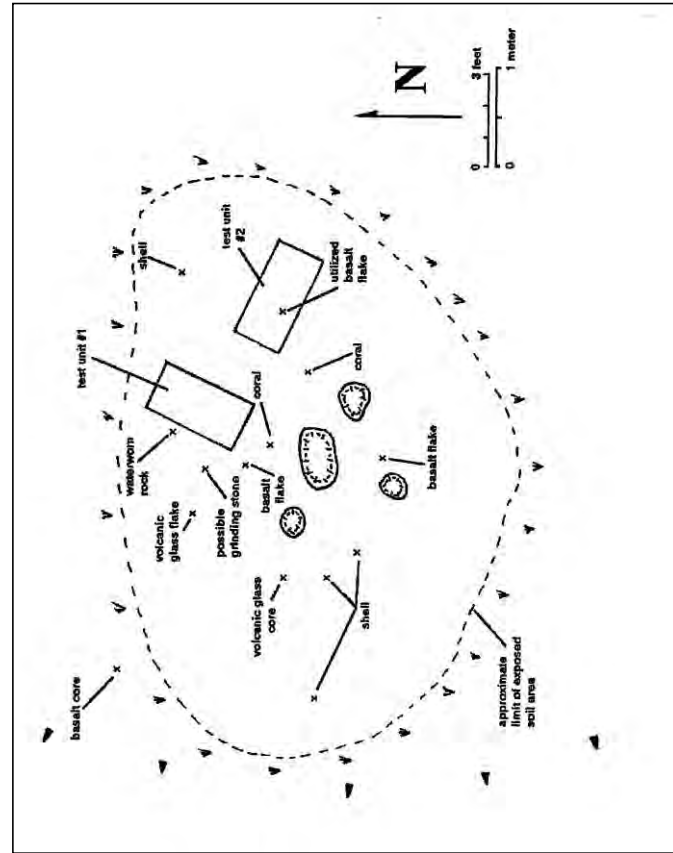 basalt core
volcanic glass flake
waterworn
rock
possible
grinding stone
test unit #1
shell
test unit
#2
coral
basalt
flake
utilized
basalt
flake
coral
volcanic glass
core
shell
basalt flake
approximate
limit of exposed
soil area
N
0
3 feet
0
1 meter